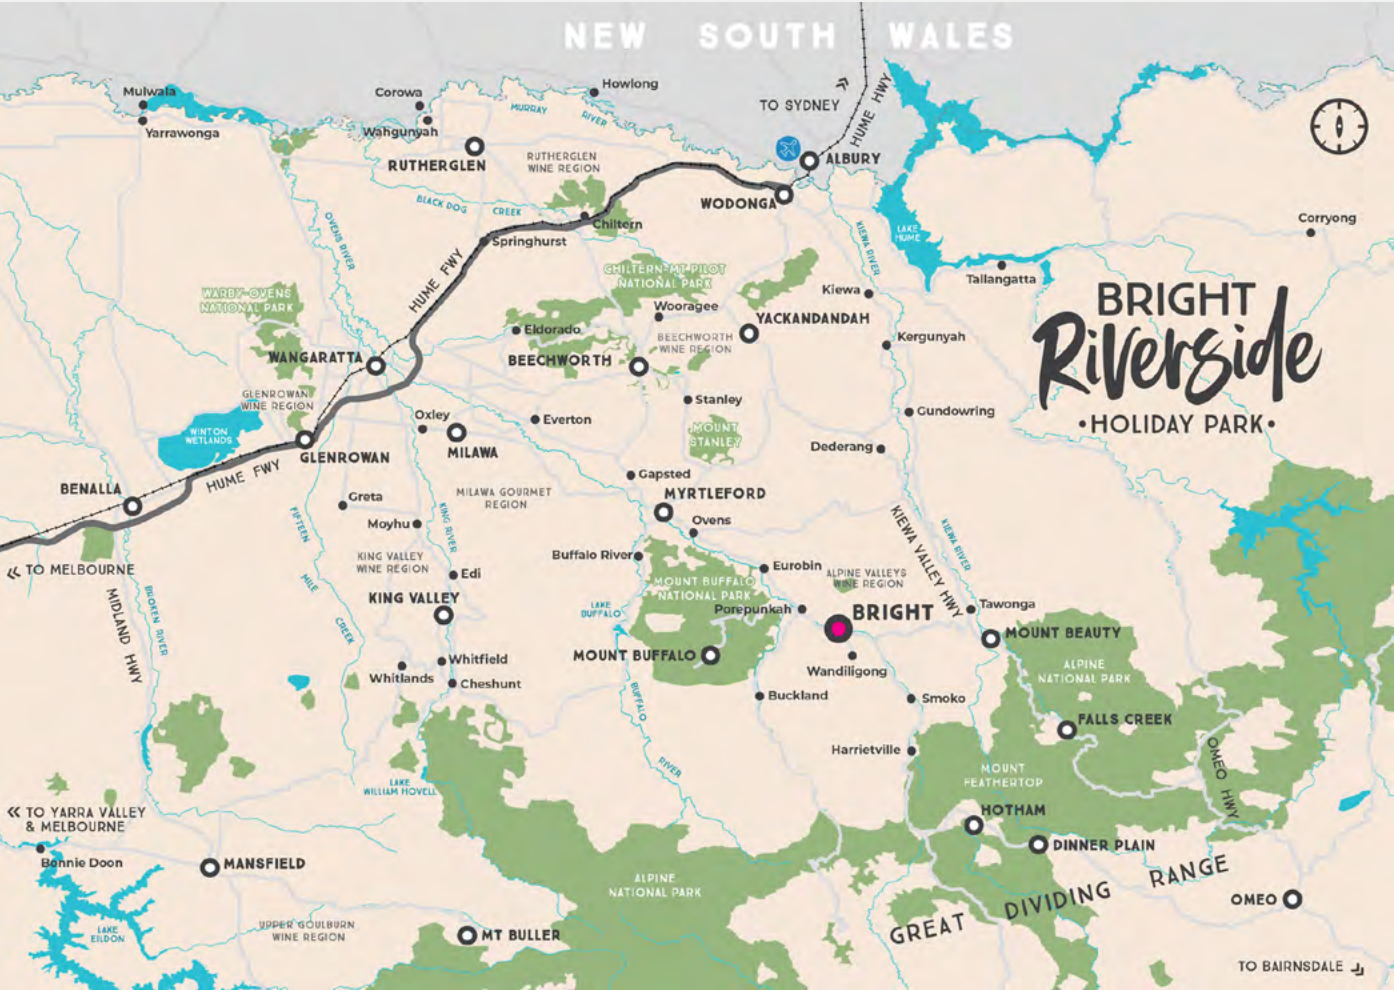 NEW SOUTH WALES
Mulwala
Yarrawonga
Corowa
Wahgunyah
Howlong
MURRAY RIVER
TO SYDNEY
HUME HWY
RUTHERGLEN
RUTHERGLEN
WINE REGION
ALBURY
WODONGA
BLACK DOG CREEK
Chiltern
Springhurst
OVENS RIVER
HUME FWY
KIEWA RIVER
LAKE
HUME
Corryong
Tallangatta
CHILTERN-MT PILOT
NATIONAL PARK
WARBY-OVENS
NATIONAL PARK
Kiewa
Wooragee
YACKANDANDAH
Eldorado
BEECHWORTH
WINE REGION
Kergunyah
BRIGHT
Riverside
•HOLIDAY PARK•
WANGARATTA
BEECHWORTH
GLENROWAN
WINE REGION
Stanley
Gundowring
Oxley
Everton
MOUNT
STANLEY
WINTON
WETLANDS
MILAWA
GLENROWAN
Dederang
HUME FWY
Gapsted
BENALLA
Greta
MILAWA GOURMET
REGION
MYRTLEFORD
Ovens
FIFTEEN MILE CREEK
Moyhu
KING RIVER
KIEWA VALLEY HWY
KIEWA RIVER
Buffalo River
KING VALLEY
WINE REGION
Eurobin
ALPINE VALLEYS
WINE REGION
TO MELBOURNE
Edi
MOUNT BUFFALO
NATIONAL PARK
MIDLAND HWY
BROKEN RIVER
KING VALLEY
LAKE
BUFFALO
Porepunkah
BRIGHT
Tawonga
MOUNT BEAUTY
MOUNT BUFFALO
Whitfield
Whitlands
Cheshunt
Wandiligong
ALPINE
NATIONAL PARK
Buckland
Smoko
BUFFALO RIVER
FALLS CREEK
Harrietville
OMEO HWY
MOUNT
FEATHERTOP
LAKE
WILLIAM HOVELL
TO YARRA VALLEY
& MELBOURNE
HOTHAM
DINNER PLAIN
Bonnie Doon
MANSFIELD
ALPINE
NATIONAL PARK
GREAT DIVIDING RANGE
OMEO
UPPER GOULBURN
WINE REGION
LAKE
EILDON
MT BULLER
TO BAIRNSDALE